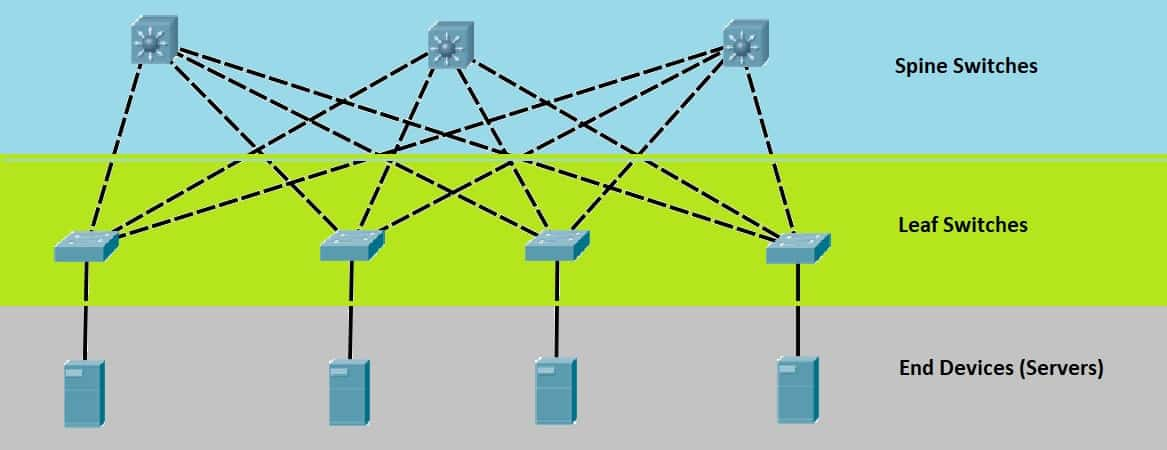 Spine Switches
Leaf Switches
End Devices (Servers)